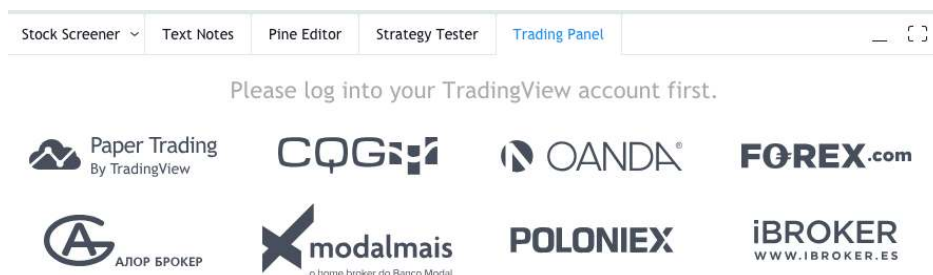 Stock Screener Text Notes Pine Editor Strategy Tester Trading Panel
Please log into your TradingView account first.
Paper Trading
By TradingView
CQG
OANDA®
FOREX.com
АЛОР БРОКЕР
modalmais
o home broker do Banco Modal
POLONIEX
iBROKER
WWW.IBROKER.ES